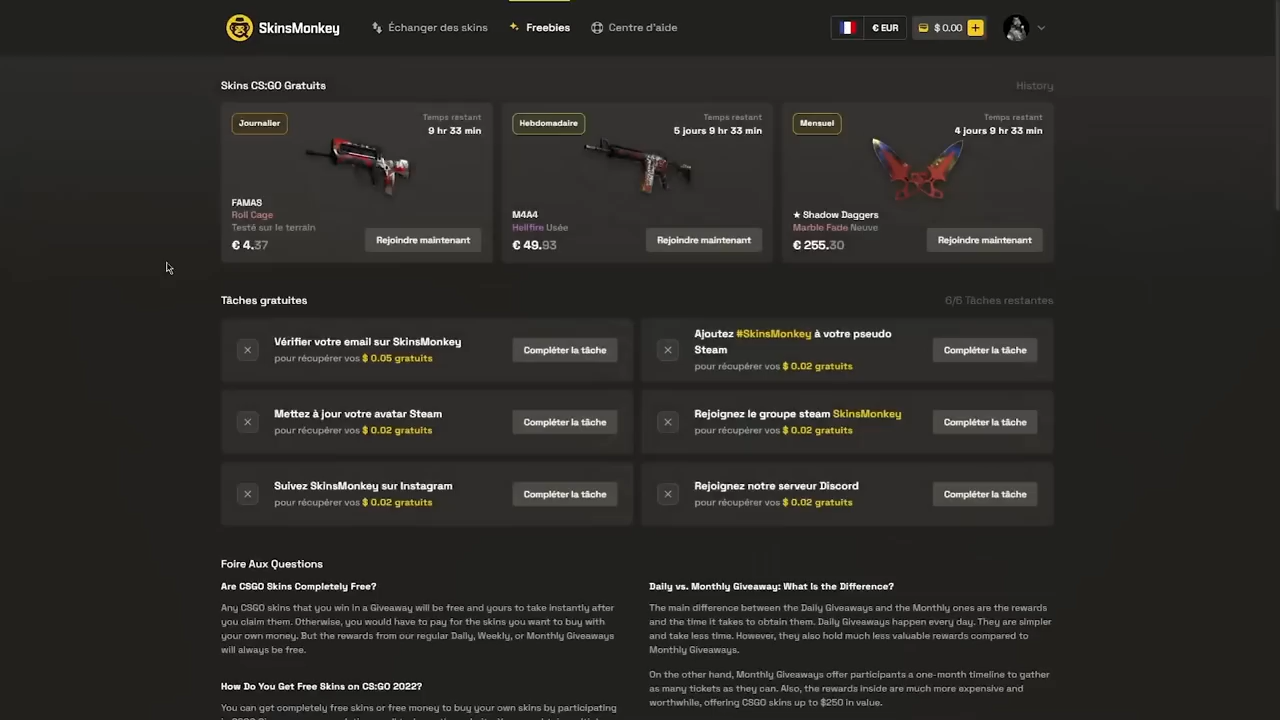 SkinsMonkey
Échanger des skins
Freebies
Centre d'aide
€ EUR
$ 0.00
Skins CS:GO Gratuits
History
Journalier
Temps restant
9 hr 33 min
FAMAS
Roll Cage
Testé sur le terrain
€ 4.37
Rejoindre maintenant
Hebdomadaire
Temps restant
5 jours 9 hr 33 min
M4A4
Hellfire Usée
€ 49.93
Rejoindre maintenant
Mensuel
Temps restant
4 jours 9 hr 33 min
★ Shadow Daggers
Marble Fade Neuve
€ 255.30
Rejoindre maintenant
Tâches gratuites
6/6 Tâches restantes
Vérifier votre email sur SkinsMonkey
pour récupérer vos $ 0.05 gratuits
Compléter la tâche
Ajoutez #SkinsMonkey à votre pseudo
Steam
pour récupérer vos $ 0.02 gratuits
Compléter la tâche
Mettez à jour votre avatar Steam
pour récupérer vos $ 0.02 gratuits
Compléter la tâche
Rejoignez le groupe steam SkinsMonkey
pour récupérer vos $ 0.02 gratuits
Compléter la tâche
Suivez SkinsMonkey sur Instagram
pour récupérer vos $ 0.02 gratuits
Compléter la tâche
Rejoignez notre serveur Discord
pour récupérer vos $ 0.02 gratuits
Compléter la tâche
Foire Aux Questions
Are CSGO Skins Completely Free?
Any CSGO skins that you win in a Giveaway will be free and yours to take instantly after
you claim them. Otherwise, you would have to pay for the skins you want to buy with
your own money. But the rewards from our regular Daily, Weekly, or Monthly Giveaways
will always be free.
How Do You Get Free Skins on CS:GO 2022?
You can get completely free skins or free money to buy your own skins by participating
Daily vs. Monthly Giveaway: What Is the Difference?
The main difference between the Daily Giveaways and the Monthly ones are the rewards
and the time it takes to obtain them. Daily Giveaways happen every day. They are simpler
and take less time. However, they also hold much less valuable rewards compared to
Monthly Giveaways.
On the other hand, Monthly Giveaways offer participants a one-month timeline to gather
as many tickets as they can. Also, the rewards inside are much more expensive and
worthwhile, offering CSGO skins up to $250 in value.